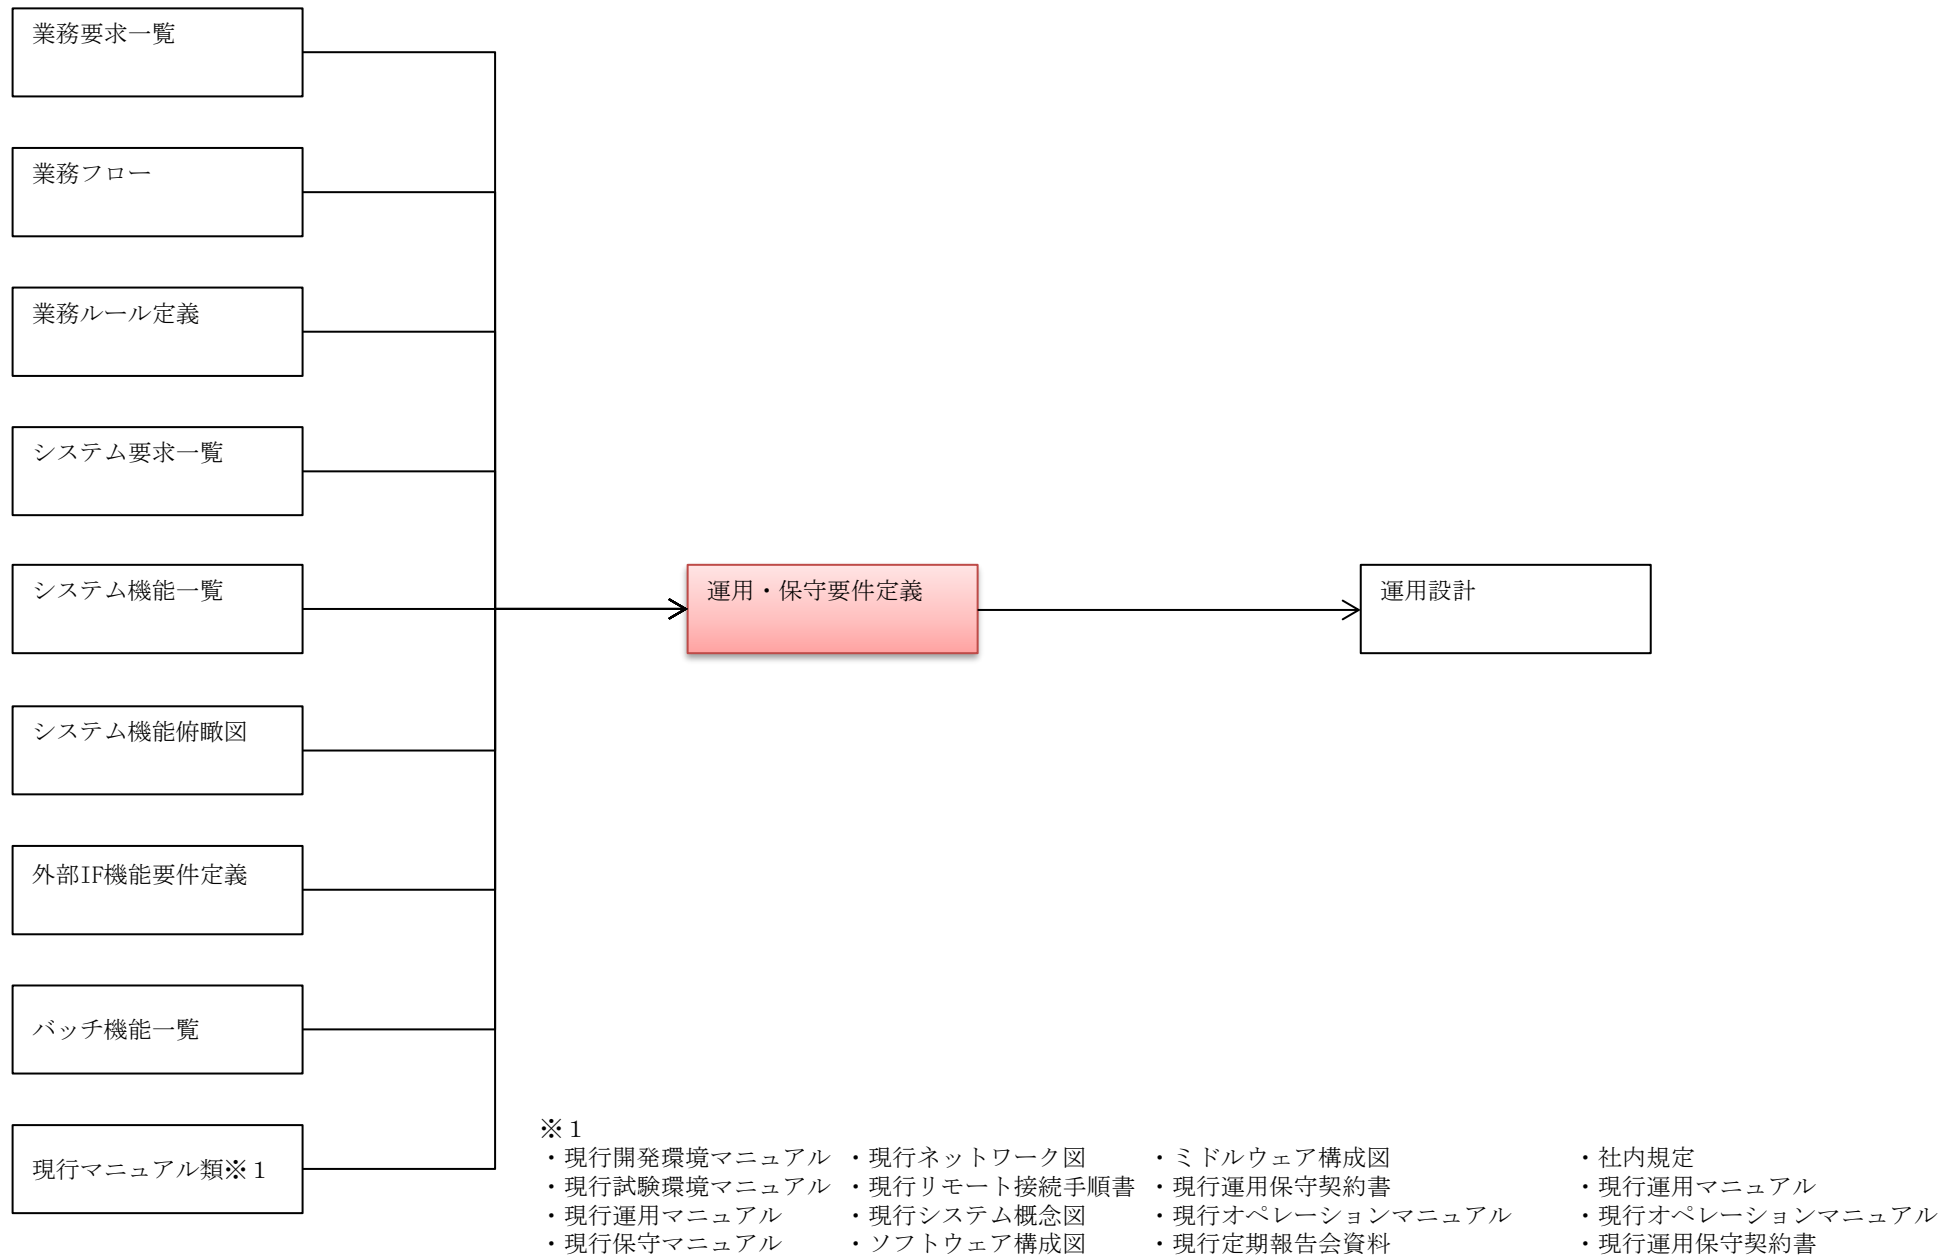 業務要求一覧
業務フロー
業務ルール定義
システム要求一覧
システム機能一覧
運用・保守要件定義
運用設計
システム機能俯瞰図
外部IF機能要件定義
バッチ機能一覧
現行マニュアル類※１
※１
・現行開発環境マニュアル ・現行ネットワーク図 ・ミドルウェア構成図 ・社内規定
・現行試験環境マニュアル ・現行リモート接続手順書 ・現行運用保守契約書 ・現行運用マニュアル
・現行運用マニュアル ・現行システム概念図 ・現行オペレーションマニュアル ・現行オペレーションマニュアル
・現行保守マニュアル ・ソフトウェア構成図 ・現行定期報告会資料 ・現行運用保守契約書